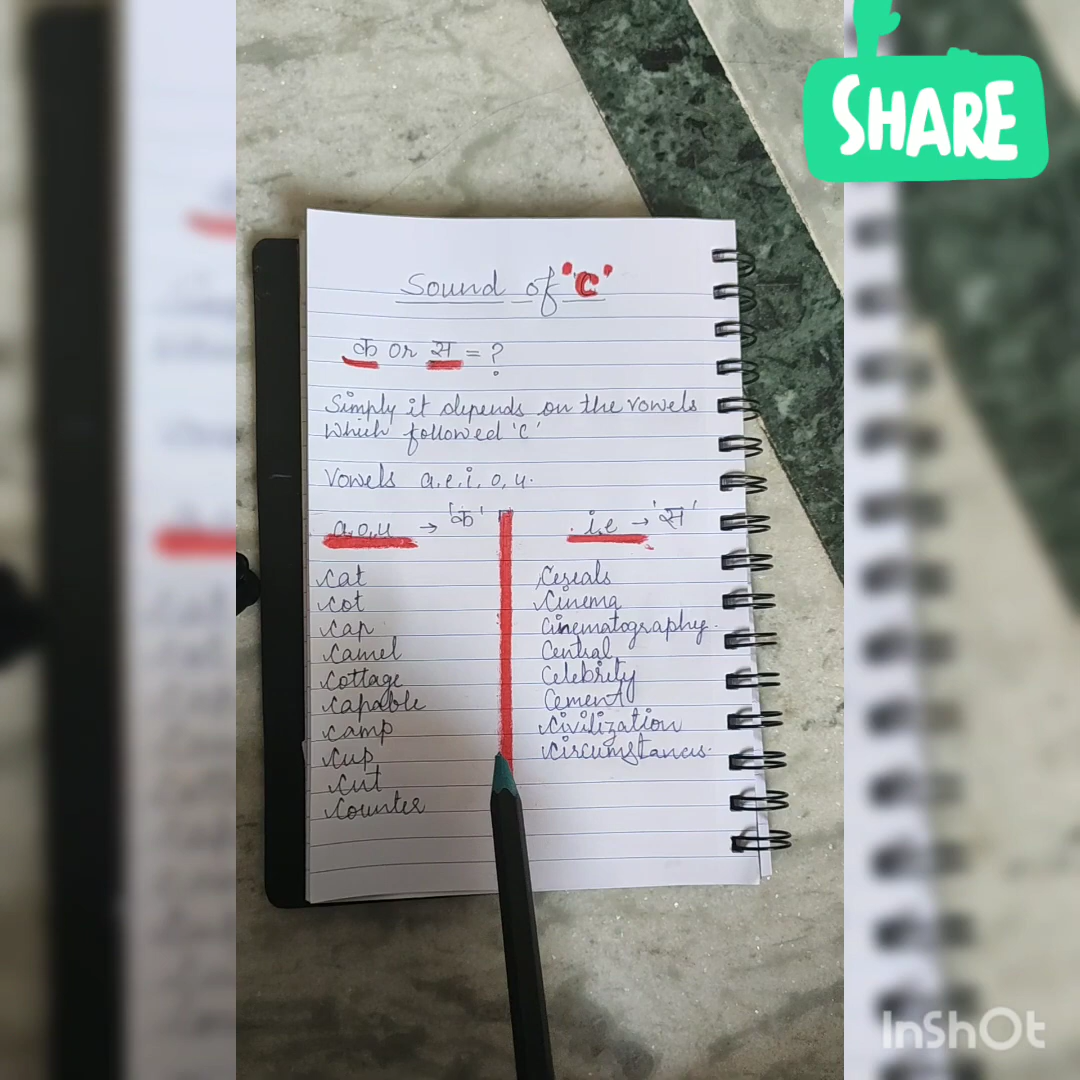 SHARE
Sound of "C"
क or स = ?
Simply it depends on the vowels
which followed 'C'
Vowels a, e, i, o, u.
a, o, u → 'क'
i, e → 'स'
cat
cot
cap
camel
cottage
capable
camp
cup
cut
counter
Cereals
Cinema
Cinematography.
Central
Celebrity
Cement
Civilization
Circumstances.
InShOt